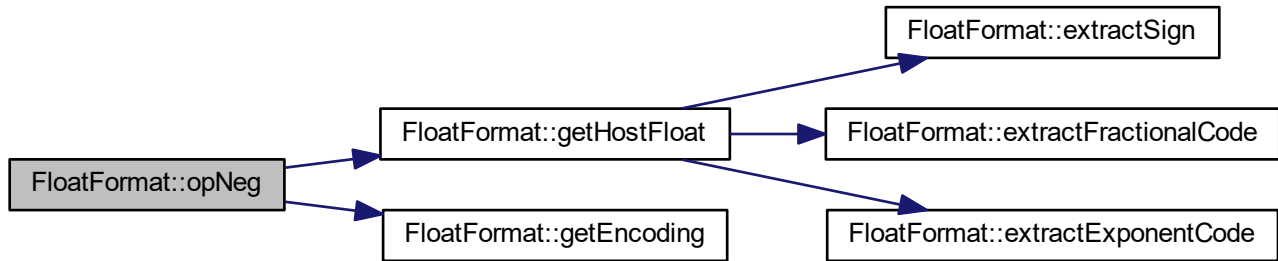 FloatFormat::extractSign
FloatFormat::getHostFloat
FloatFormat::extractFractionalCode
FloatFormat::opNeg
FloatFormat::getEncoding
FloatFormat::extractExponentCode